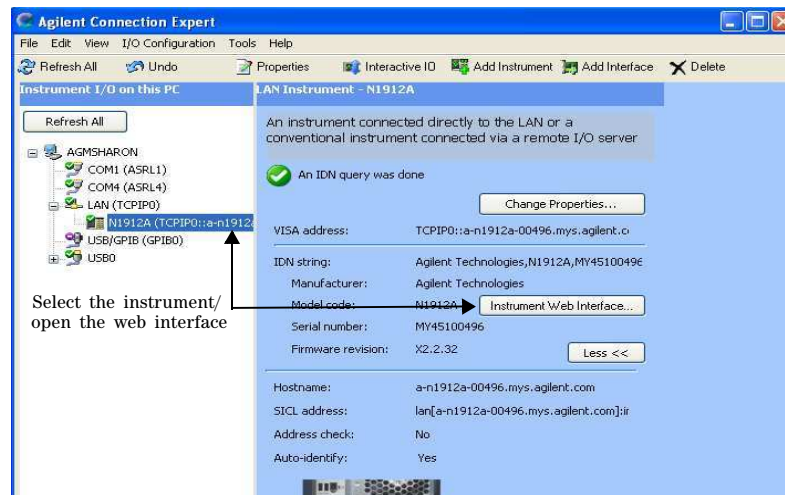 Agilent Connection Expert
File Edit View I/O Configuration Tools Help
Refresh All Undo Properties Interactive IO Add Instrument Add Interface Delete
Instrument I/O on this PC
LAN Instrument - N1912A
Refresh All
An instrument connected directly to the LAN or a
conventional instrument connected via a remote I/O server
AGMSHARON
COM1 (ASRL1)
COM4 (ASRL4)
LAN (TCPIP0)
N1912A (TCPIP0::a-n1912a
USB/GPIB (GPIB0)
USB0
Select the instrument/
open the web interface
An IDN query was done
Change Properties...
VISA address: TCPIP0::a-n1912a-00496.mys.agilent.co
IDN string: Agilent Technologies,N1912A,MY45100496
Manufacturer: Agilent Technologies
Model code: N1912A Instrument Web Interface...
Serial number: MY45100496
Firmware revision: X2.2.32
Less <<
Hostname: a-n1912a-00496.mys.agilent.com
SICL address: lan[a-n1912a-00496.mys.agilent.com]:ir
Address check: No
Auto-identify: Yes